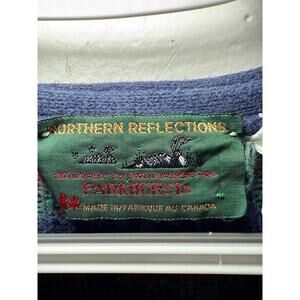 NORTHERN REFLECTIONS
PARKHURST®
MADE IN/FABRIQUE AU CANADA